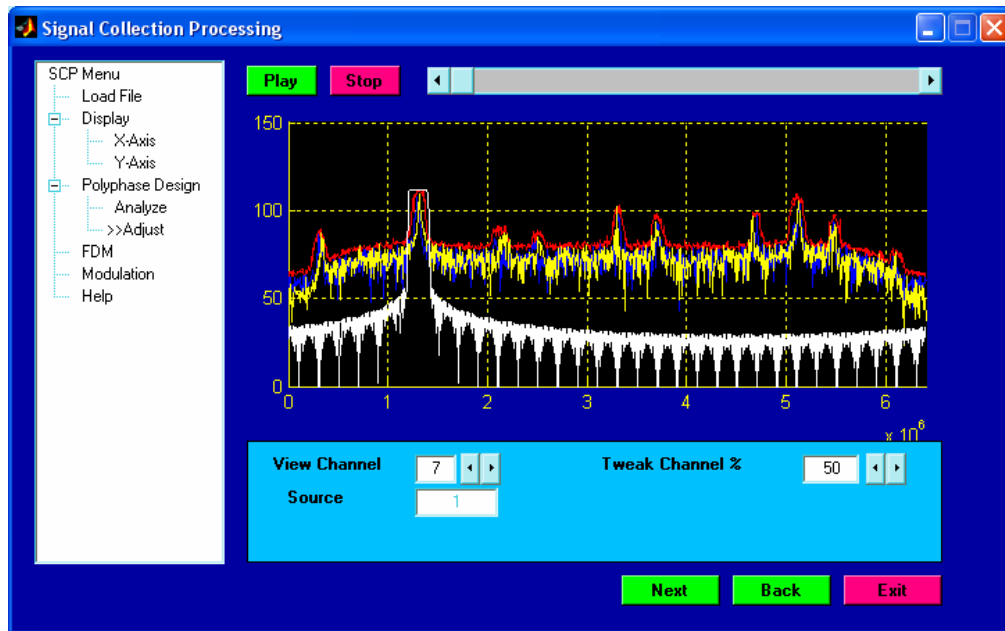 Signal Collection Processing
SCP Menu
Load File
Display
X-Axis
Y-Axis
Polyphase Design
Analyze
>>Adjust
FDM
Modulation
Help
Play
Stop
150
100
50
0
0 1 2 3 4 5 6
x 10^6
View Channel 7
Tweak Channel % 50
Source 1
Next
Back
Exit